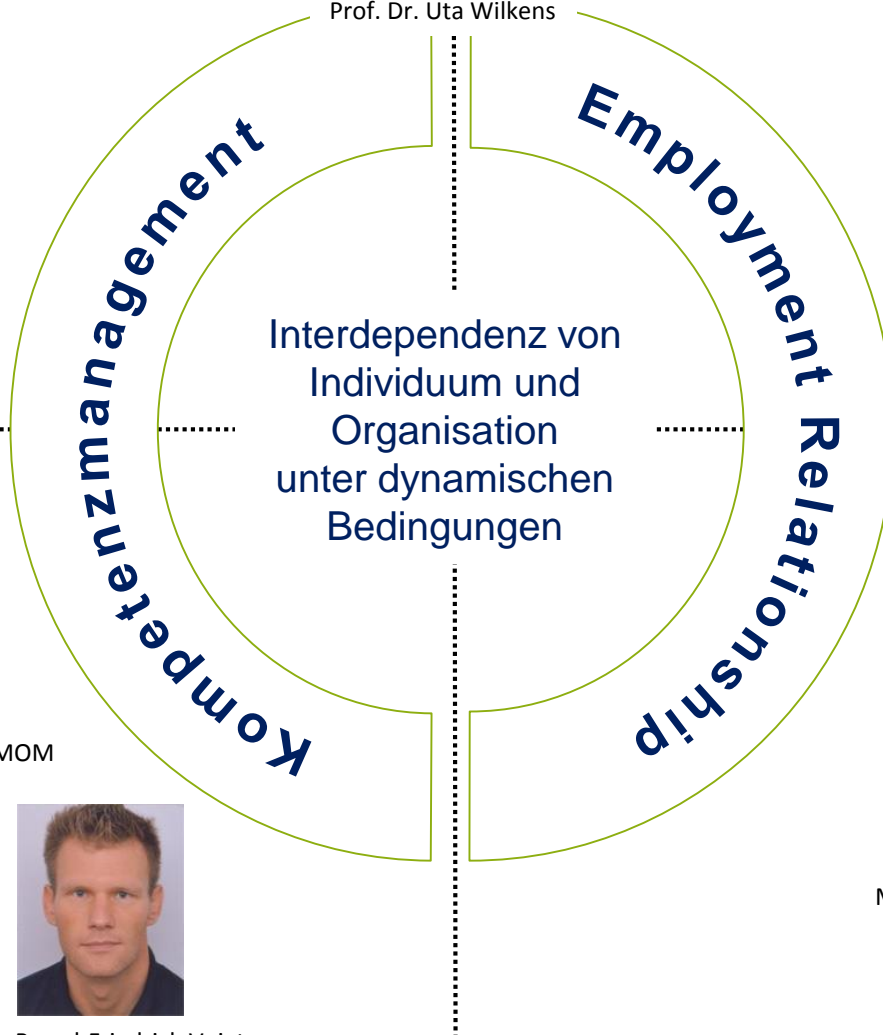 Prof. Dr. Uta Wilkens
Kompetenzmanagement
Employment Relationship
Interdependenz von
Individuum und
Organisation
unter dynamischen
Bedingungen
MOM